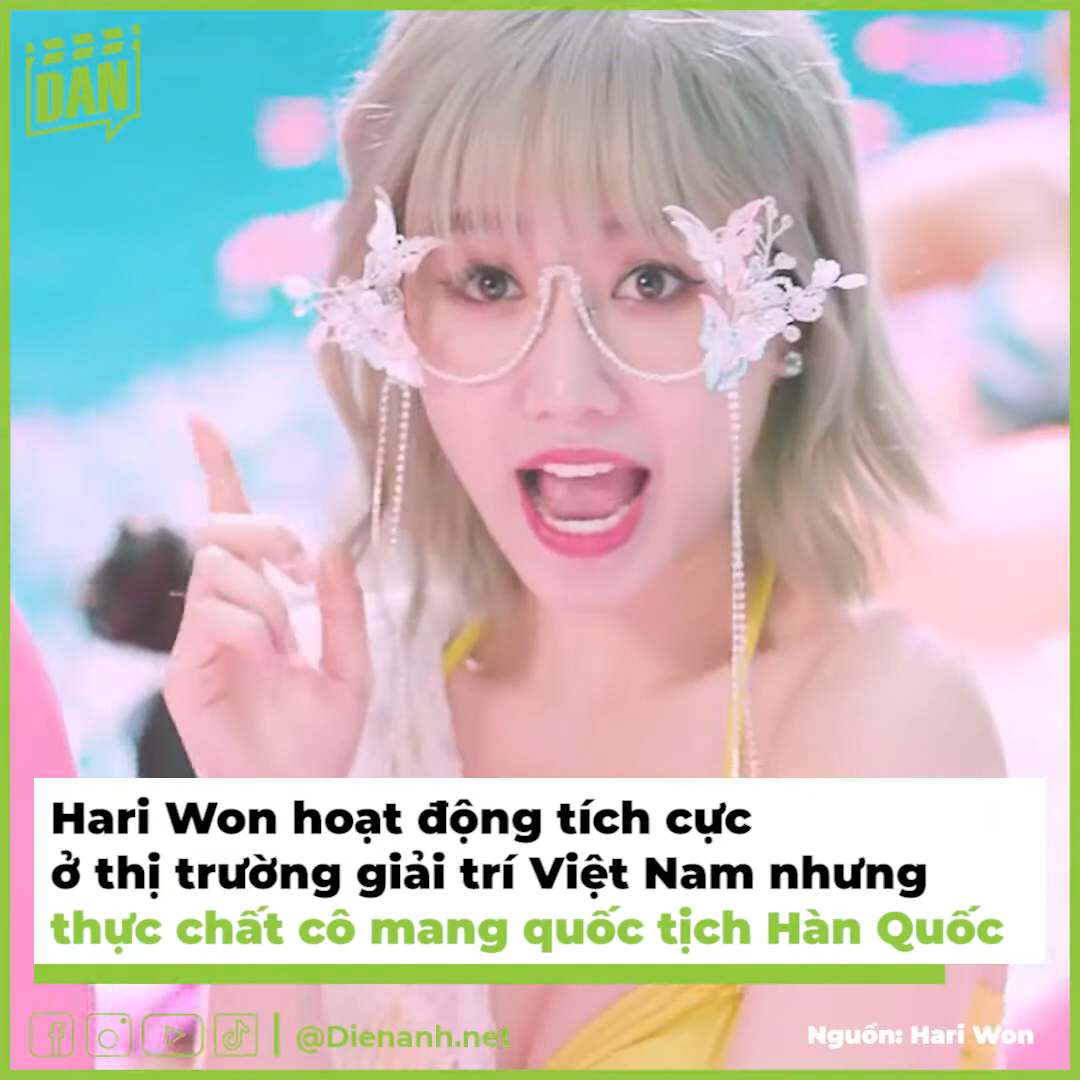 DAN
Hari Won hoạt động tích cực
ở thị trường giải trí Việt Nam nhưng
thực chất cô mang quốc tịch Hàn Quốc
@Dienanh.net
Nguồn: Hari Won